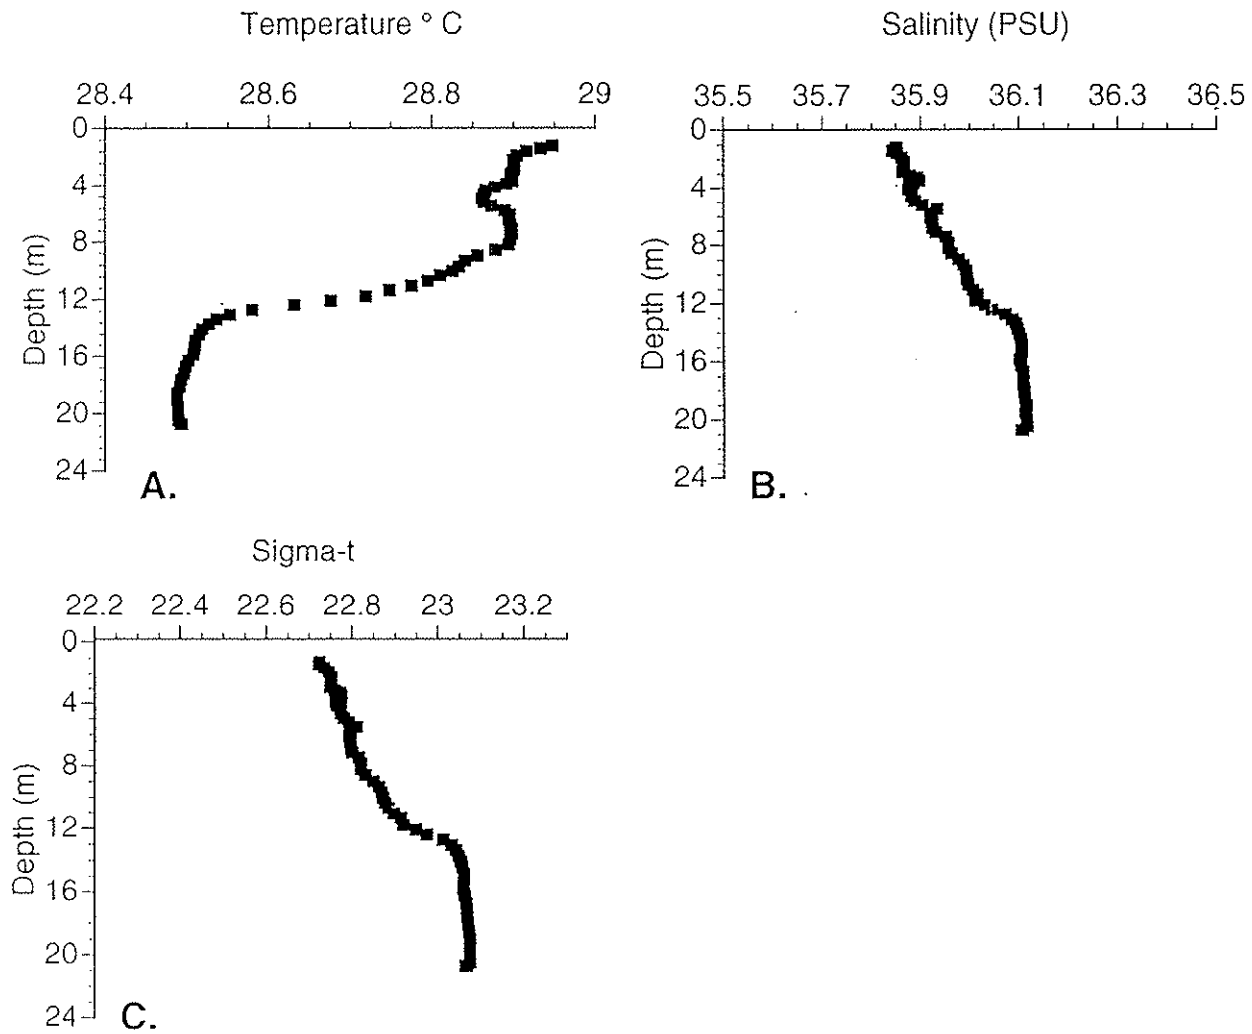 Temperature ° C
28.4 28.6 28.8 29
0
4
8
12
16
20
24
Depth (m)
A.
Salinity (PSU)
35.5 35.7 35.9 36.1 36.3 36.5
0
4
8
12
16
20
24
Depth (m)
B.
Sigma-t
22.2 22.4 22.6 22.8 23 23.2
0
4
8
12
16
20
24
Depth (m)
C.